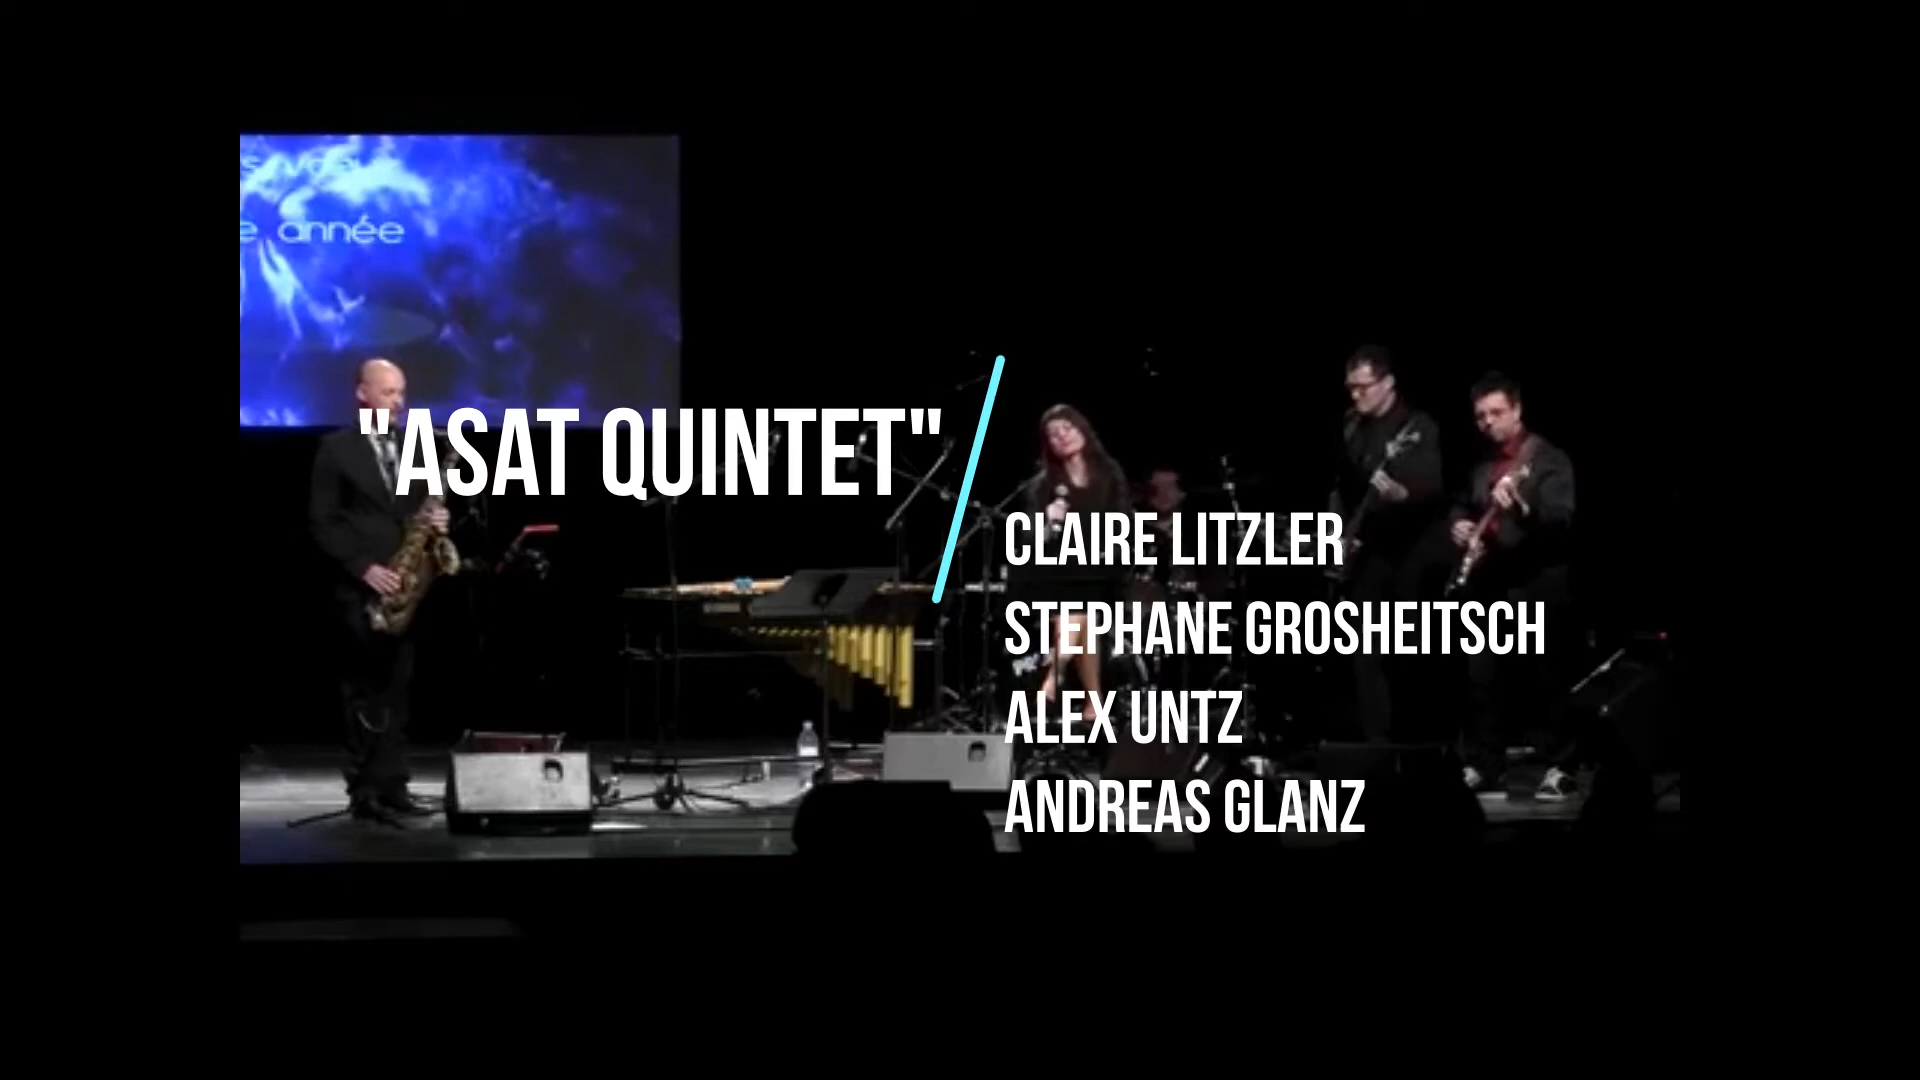 année
"ASAT QUINTET"
CLAIRE LITZLER
STEPHANE GROSHEITSCH
ALEX UNTZ
ANDREAS GLANZ